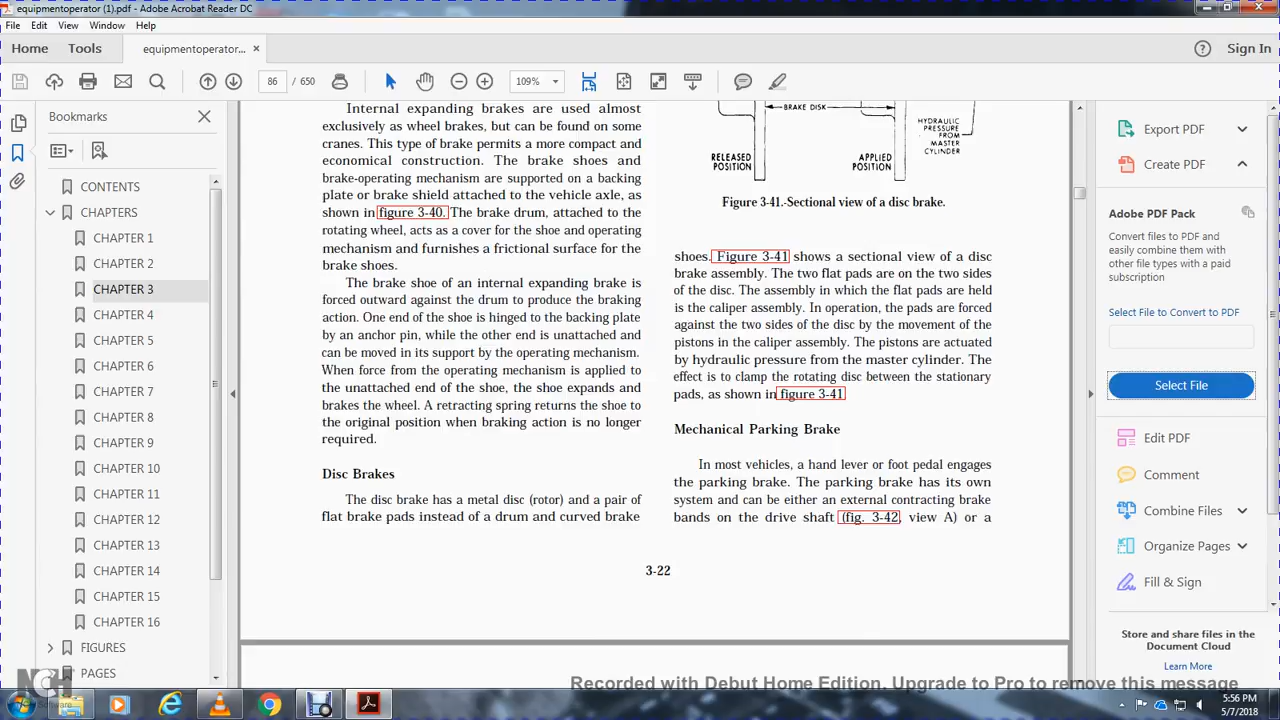 equipmentoperator (1).pdf - Adobe Acrobat Reader DC
File Edit View Window Help
Home Tools equipmentoperator... × Sign In
86 / 650 109%
Bookmarks
CONTENTS
CHAPTERS
CHAPTER 1
CHAPTER 2
CHAPTER 3
CHAPTER 4
CHAPTER 5
CHAPTER 6
CHAPTER 7
CHAPTER 8
CHAPTER 9
CHAPTER 10
CHAPTER 11
CHAPTER 12
CHAPTER 13
CHAPTER 14
CHAPTER 15
CHAPTER 16
FIGURES
PAGES
Internal expanding brakes are used almost
exclusively as wheel brakes, but can be found on some
cranes. This type of brake permits a more compact and
economical construction. The brake shoes and
brake-operating mechanism are supported on a backing
plate or brake shield attached to the vehicle axle, as
shown in figure 3-40. The brake drum, attached to the
rotating wheel, acts as a cover for the shoe and operating
mechanism and furnishes a frictional surface for the
brake shoes.
The brake shoe of an internal expanding brake is
forced outward against the drum to produce the braking
action. One end of the shoe is hinged to the backing plate
by an anchor pin, while the other end is unattached and
can be moved in its support by the operating mechanism.
When force from the operating mechanism is applied to
the unattached end of the shoe, the shoe expands and
brakes the wheel. A retracting spring returns the shoe to
the original position when braking action is no longer
required.
Disc Brakes
The disc brake has a metal disc (rotor) and a pair of
flat brake pads instead of a drum and curved brake
BRAKE DISK
HYDRAULIC
PRESSURE
FROM
MASTER
CYLINDER
RELEASED
POSITION
APPLIED
POSITION
Figure 3-41.-Sectional view of a disc brake.
shoes. Figure 3-41 shows a sectional view of a disc
brake assembly. The two flat pads are on the two sides
of the disc. The assembly in which the flat pads are held
is the caliper assembly. In operation, the pads are forced
against the two sides of the disc by the movement of the
pistons in the caliper assembly. The pistons are actuated
by hydraulic pressure from the master cylinder. The
effect is to clamp the rotating disc between the stationary
pads, as shown in figure 3-41
Mechanical Parking Brake
In most vehicles, a hand lever or foot pedal engages
the parking brake. The parking brake has its own
system and can be either an external contracting brake
bands on the drive shaft (fig. 3-42, view A) or a
3-22
Export PDF
Create PDF
Adobe PDF Pack
Convert files to PDF and
easily combine them with
other file types with a paid
subscription
Select File to Convert to PDF
Select File
Edit PDF
Comment
Combine Files
Organize Pages
Fill & Sign
Store and share files in the
Document Cloud
Learn More
NCH
Software
Recorded with Debut Home Edition. Upgrade to Pro to remove this message
5:56 PM
5/7/2018